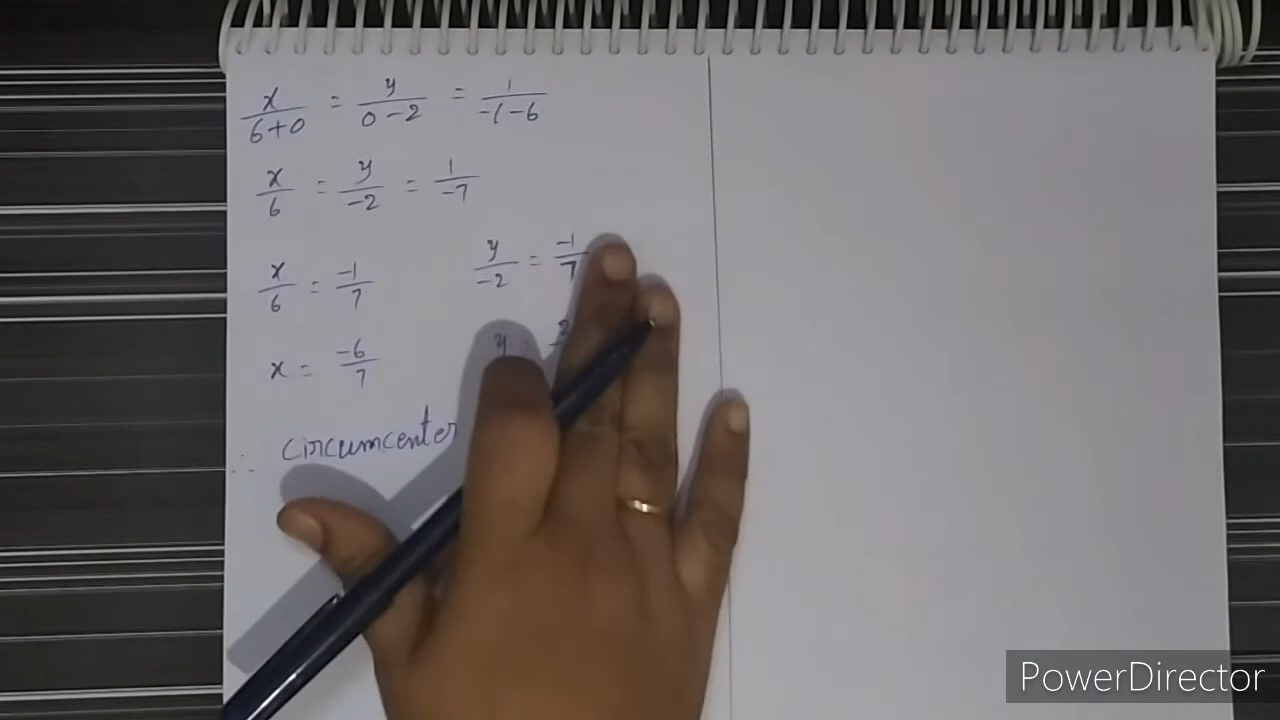 x/6+0 = y/0-2 = 1/-1-6
x/6 = y/-2 = 1/-7
x/6 = -1/7 y/-2 = -1/7
x = -6/7 y = 2
∴ circumcenter
PowerDirector